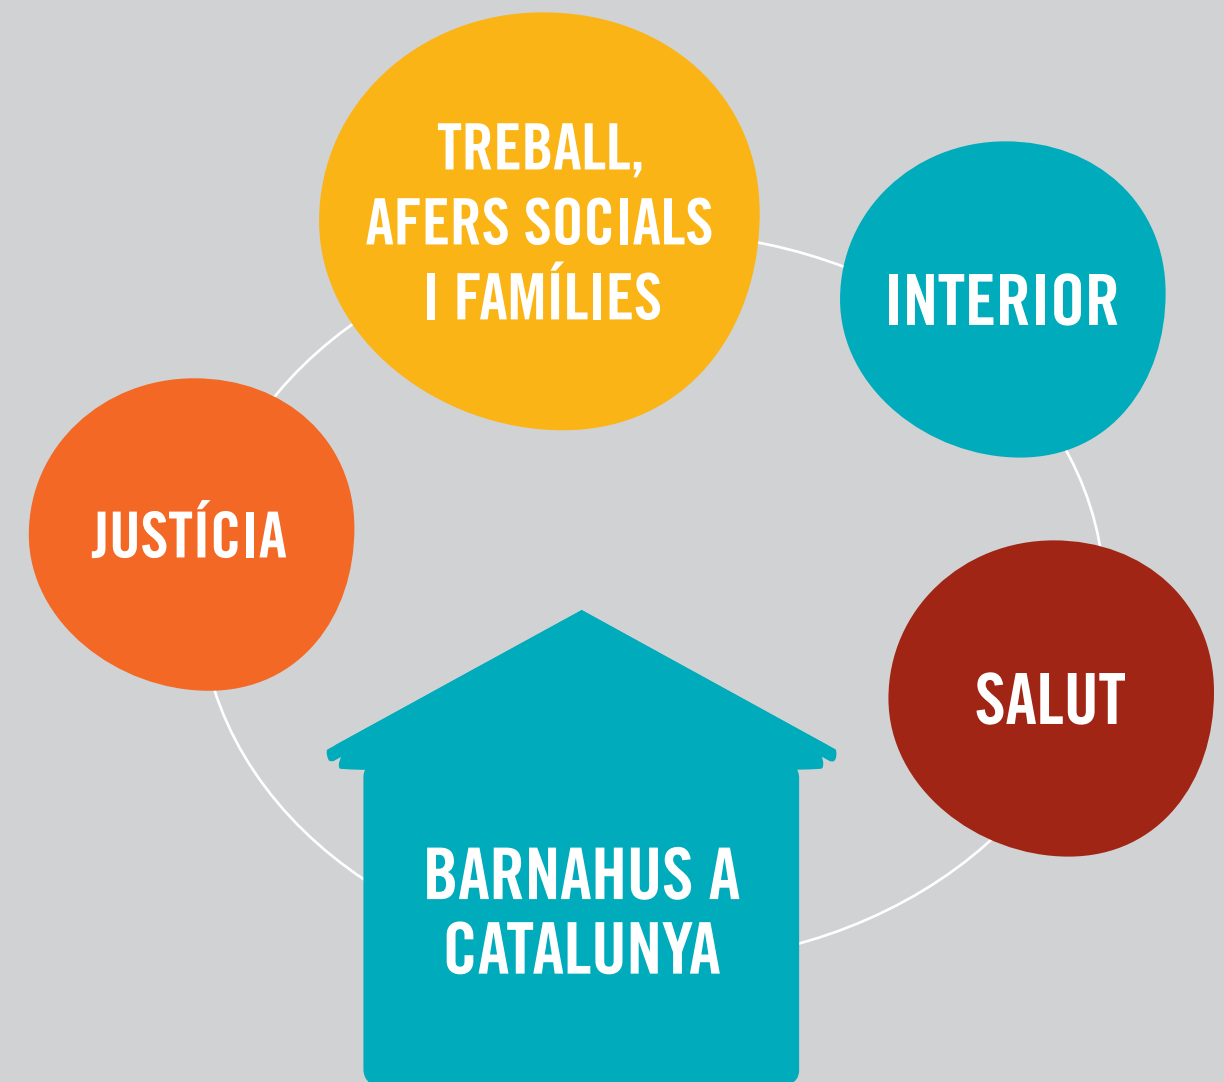 TREBALL,
AFERS SOCIALS
I FAMÍLIES
INTERIOR
JUSTÍCIA
SALUT
BARNAHUS A
CATALUNYA